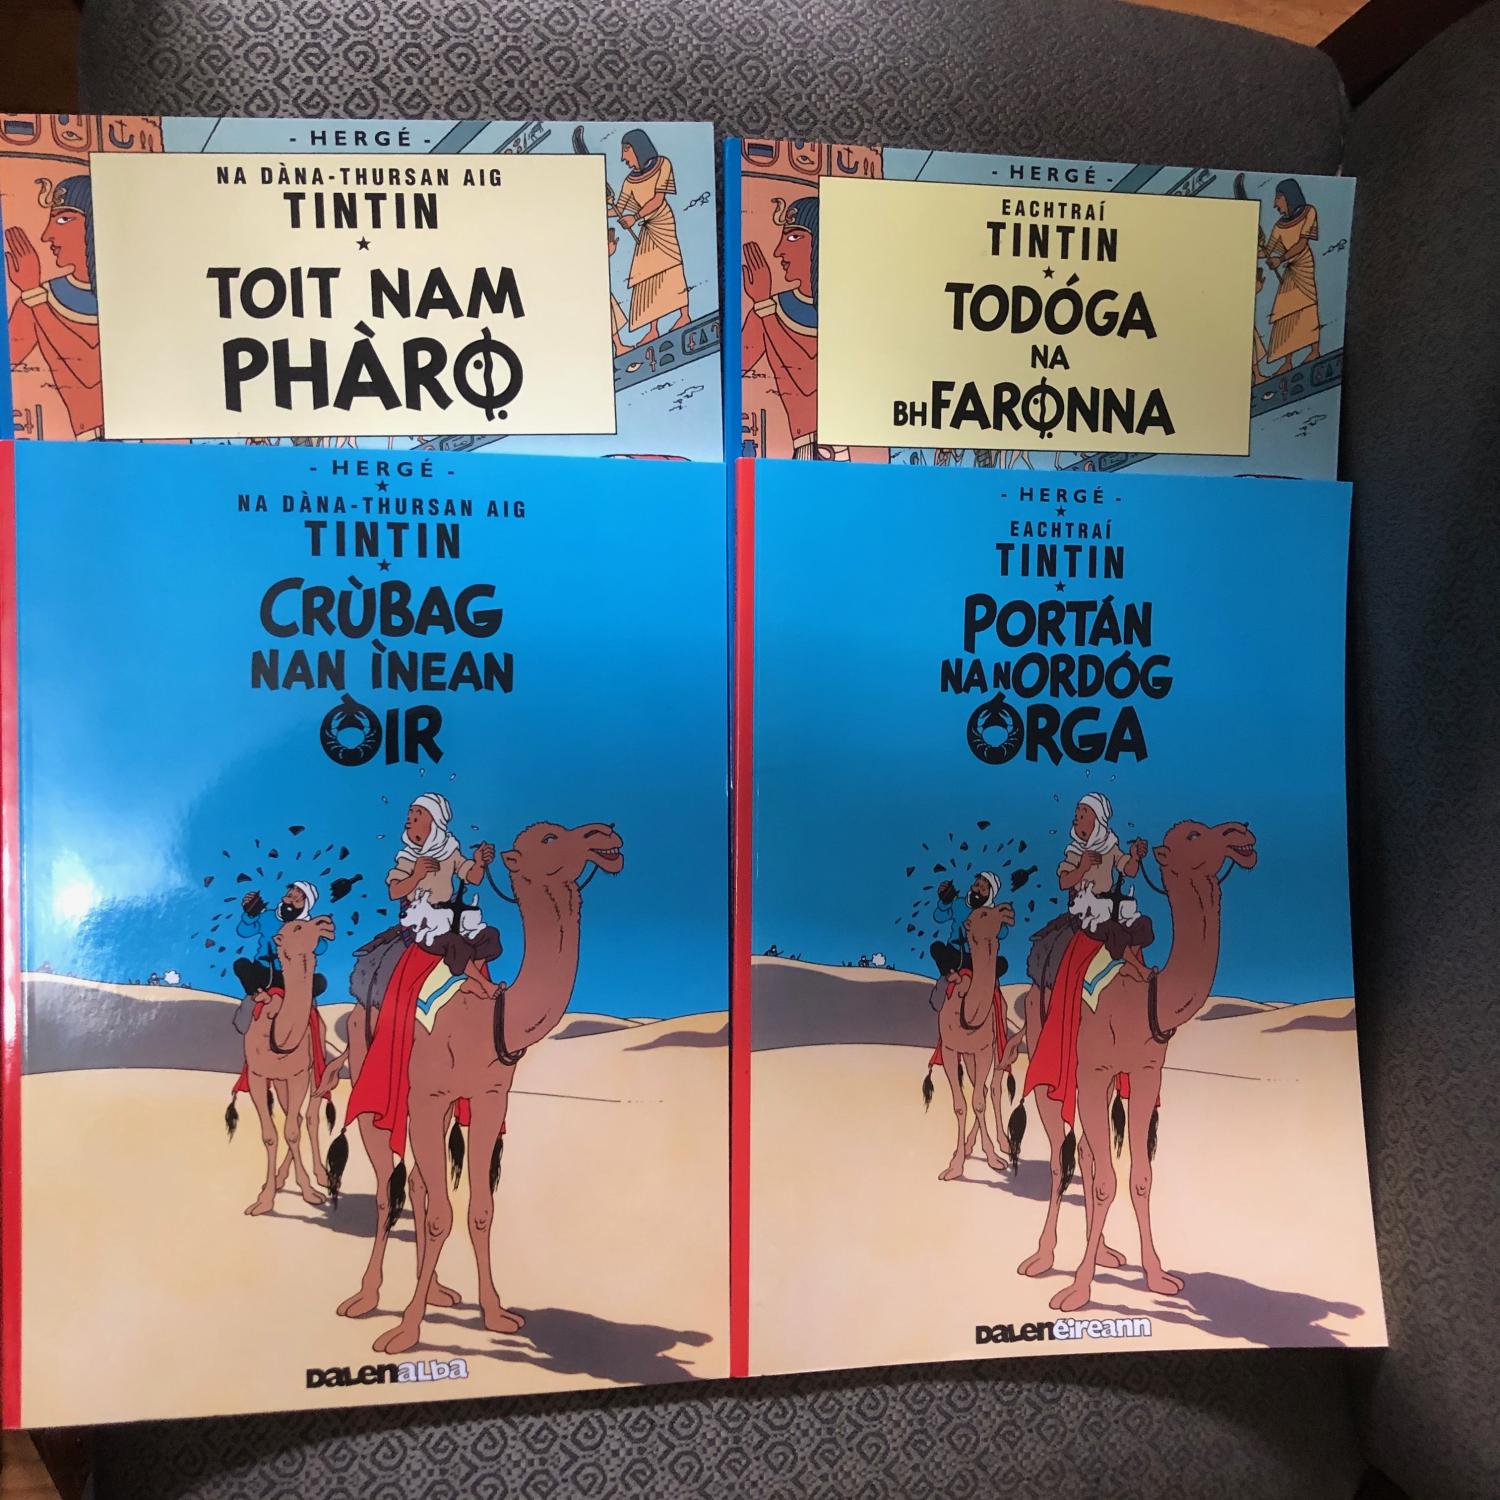 - HERGÉ -
NA DÀNA-THURSAN AIG
TINTIN
TOIT NAM
PHÀRO
- HERGÉ -
EACHTRAÍ
TINTIN
TODÓGA
NA
BHFARONNA
- HERGÉ -
NA DÀNA-THURSAN AIG
TINTIN
CRÙBAG
NAN ÌNEAN
ÒIR
DALENALBA
- HERGÉ -
EACHTRAÍ
TINTIN
PORTÁN
NA NORDÓG
ÓRGA
DALENéireann